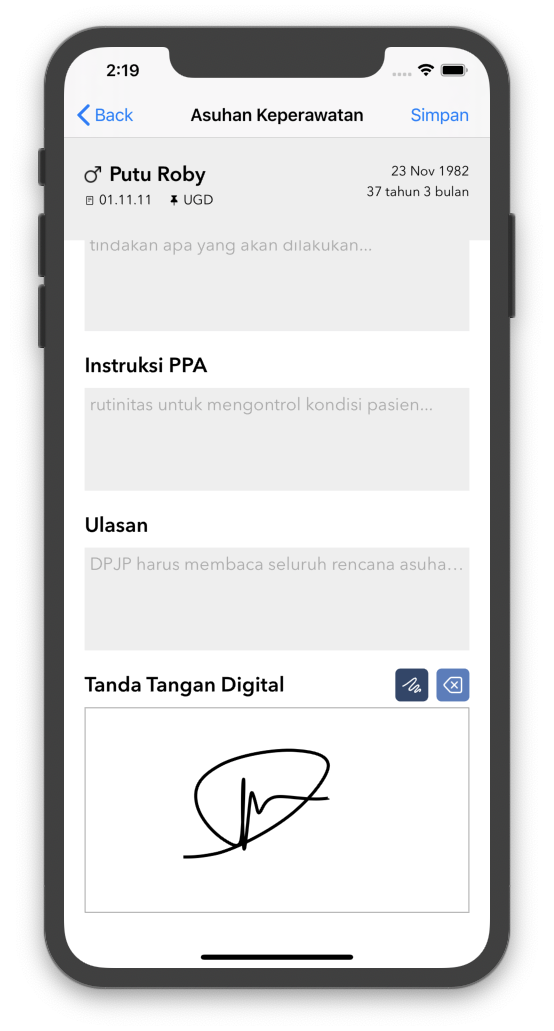 2:19
Back Asuhan Keperawatan Simpan
Putu Roby 23 Nov 1982
01.11.11 UGD 37 tahun 3 bulan
tindakan apa yang akan dilakukan...
Instruksi PPA
rutinitas untuk mengontrol kondisi pasien...
Ulasan
DPJP harus membaca seluruh rencana asuha...
Tanda Tangan Digital